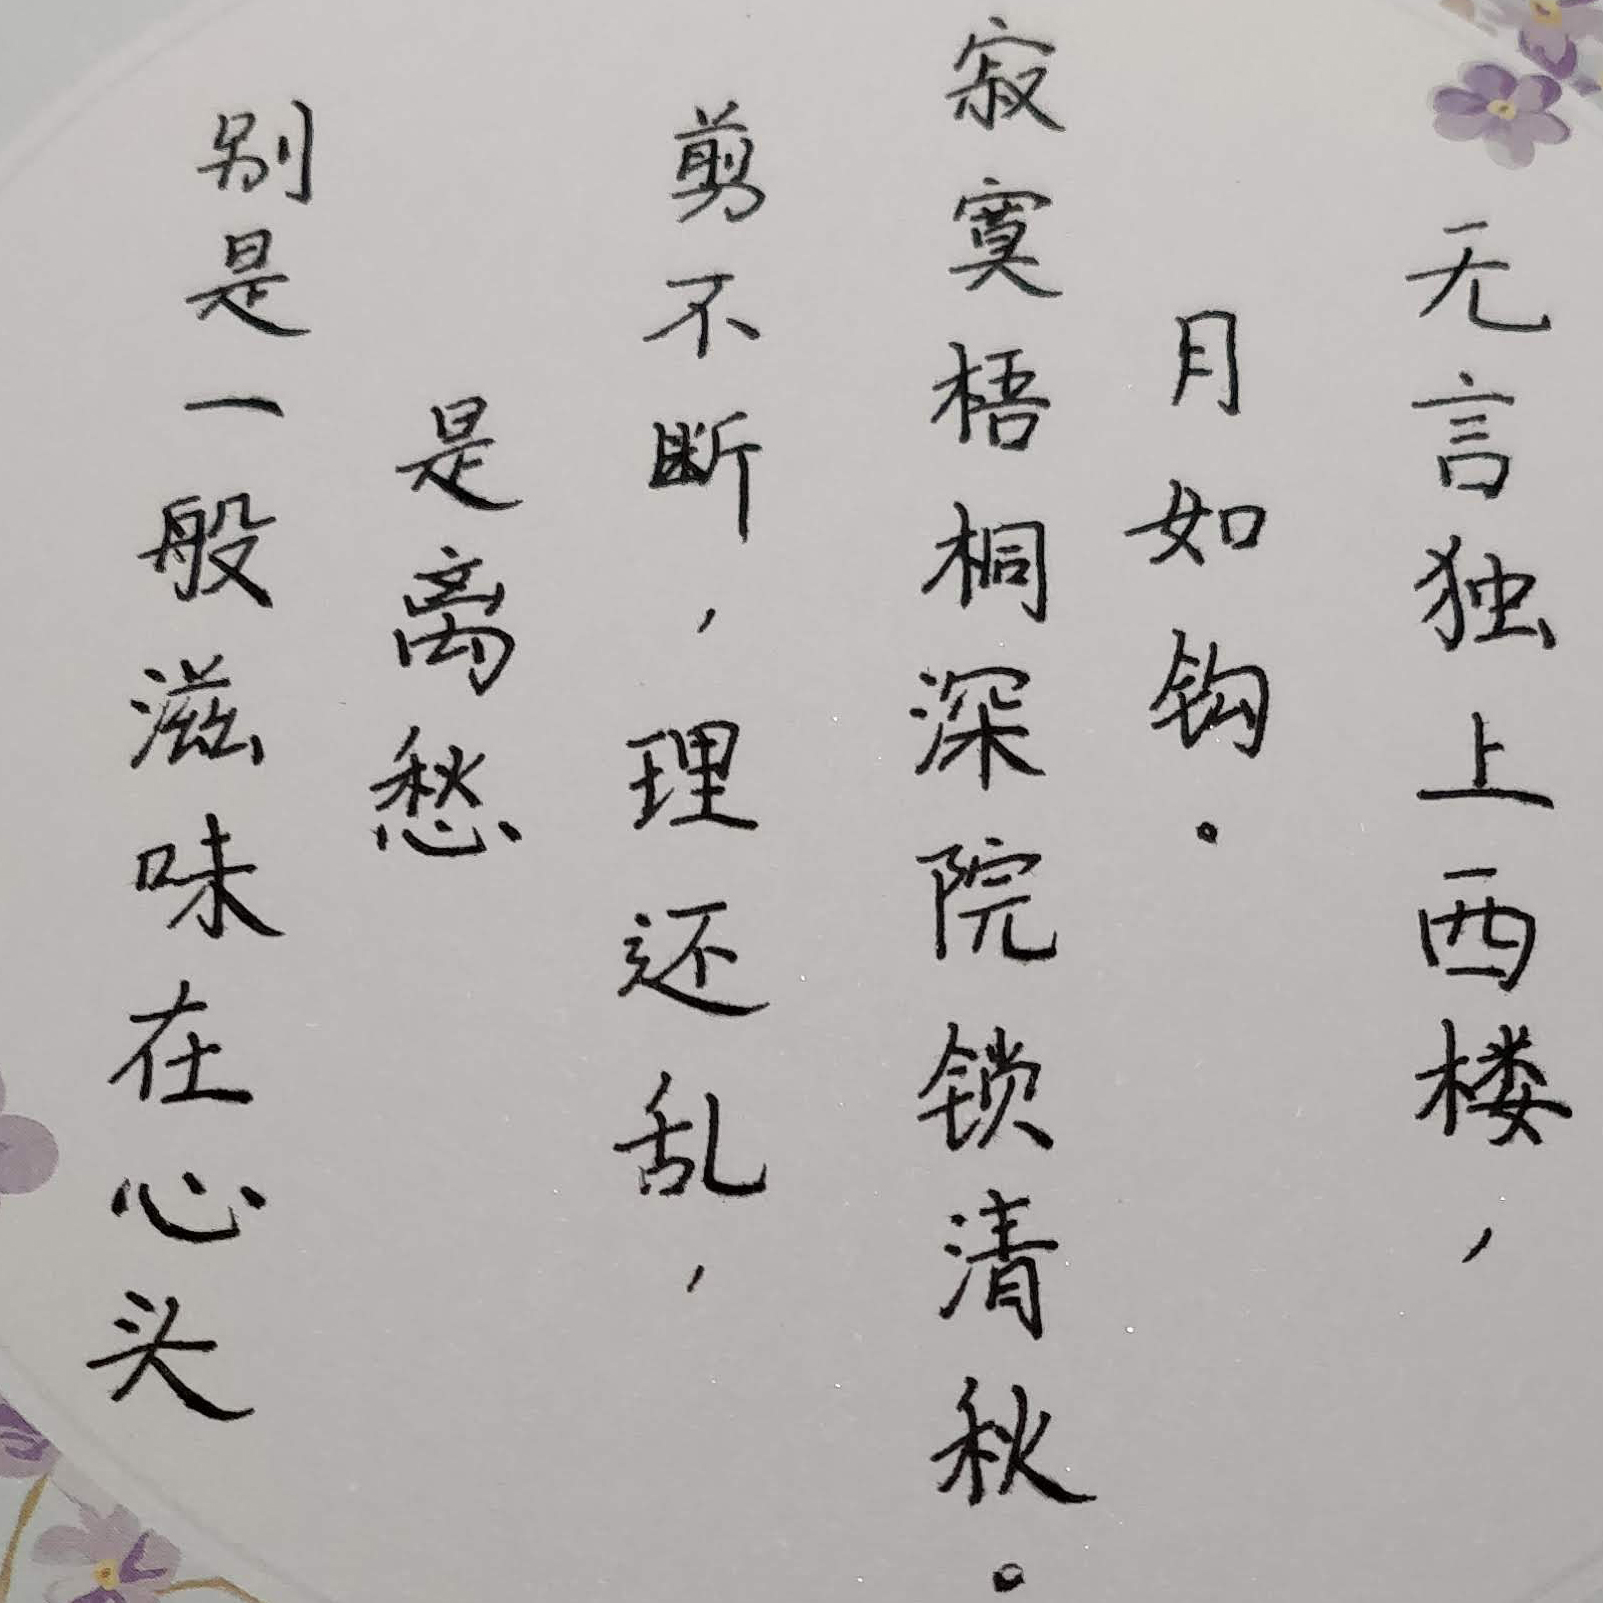 无言独上西楼，
月如钩。
寂寞梧桐深院锁清秋。
剪不断，理还乱，
是离愁
别是一般滋味在心头